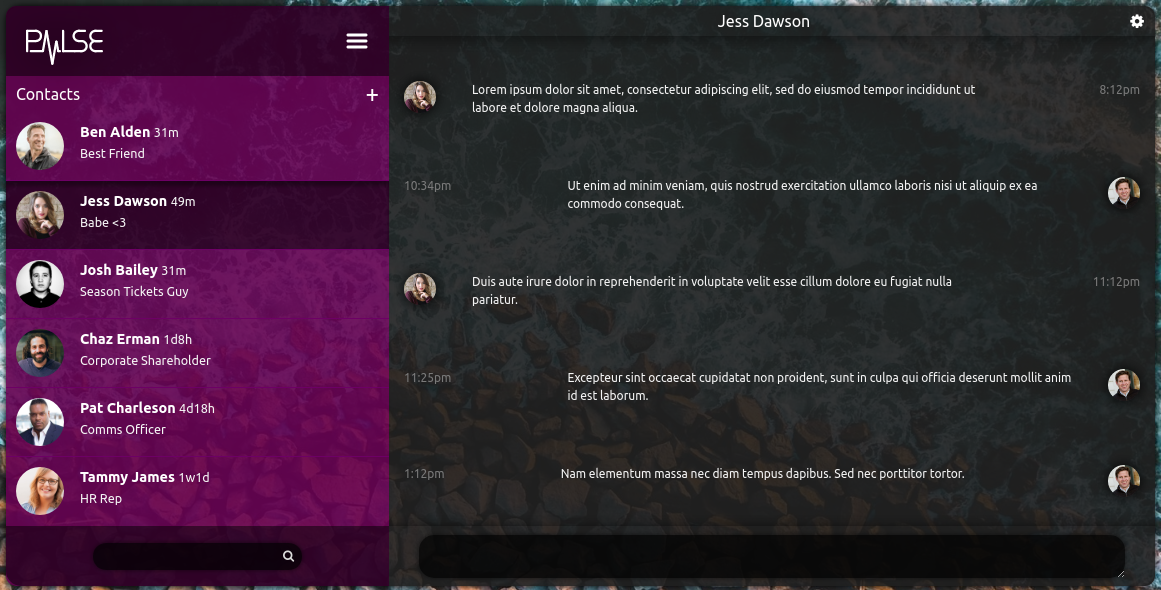 PULSE
Contacts
+
Ben Alden 31m
Best Friend
Jess Dawson 49m
Babe <3
Josh Bailey 31m
Season Tickets Guy
Chaz Erman 1d8h
Corporate Shareholder
Pat Charleson 4d18h
Comms Officer
Tammy James 1w1d
HR Rep
Jess Dawson
Lorem ipsum dolor sit amet, consectetur adipiscing elit, sed do eiusmod tempor incididunt ut
labore et dolore magna aliqua.
8:12pm
10:34pm
Ut enim ad minim veniam, quis nostrud exercitation ullamco laboris nisi ut aliquip ex ea
commodo consequat.
Duis aute irure dolor in reprehenderit in voluptate velit esse cillum dolore eu fugiat nulla
pariatur.
11:12pm
11:25pm
Excepteur sint occaecat cupidatat non proident, sunt in culpa qui officia deserunt mollit anim
id est laborum.
1:12pm
Nam elementum massa nec diam tempus dapibus. Sed nec porttitor tortor.